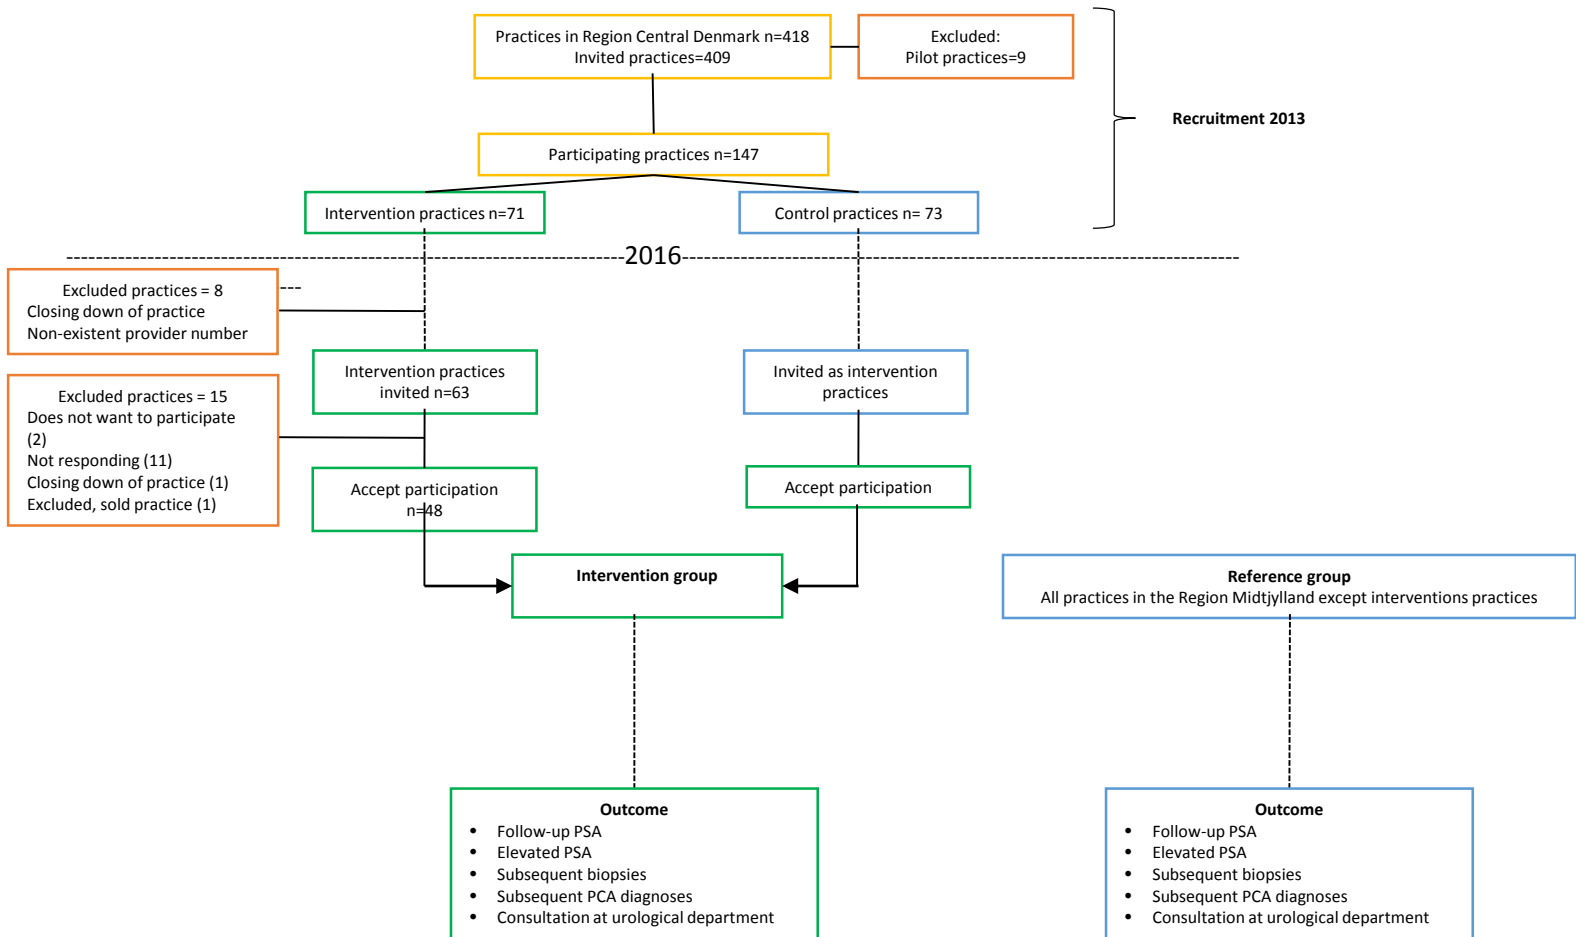 Practices in Region Central Denmark n=418
Invited practices=409
Excluded:
Pilot practices=9
Recruitment 2013
Participating practices n=147
Intervention practices n=71
Control practices n= 73
2016
Excluded practices = 8
Closing down of practice
Non-existent provider number
Intervention practices
invited n=63
Invited as intervention
practices
Excluded practices = 15
Does not want to participate
(2)
Not responding (11)
Closing down of practice (1)
Excluded, sold practice (1)
Accept participation
n=48
Accept participation
Intervention group
Reference group
All practices in the Region Midtjylland except interventions practices
Outcome
• Follow-up PSA
• Elevated PSA
• Subsequent biopsies
• Subsequent PCA diagnoses
• Consultation at urological department
Outcome
• Follow-up PSA
• Elevated PSA
• Subsequent biopsies
• Subsequent PCA diagnoses
• Consultation at urological department